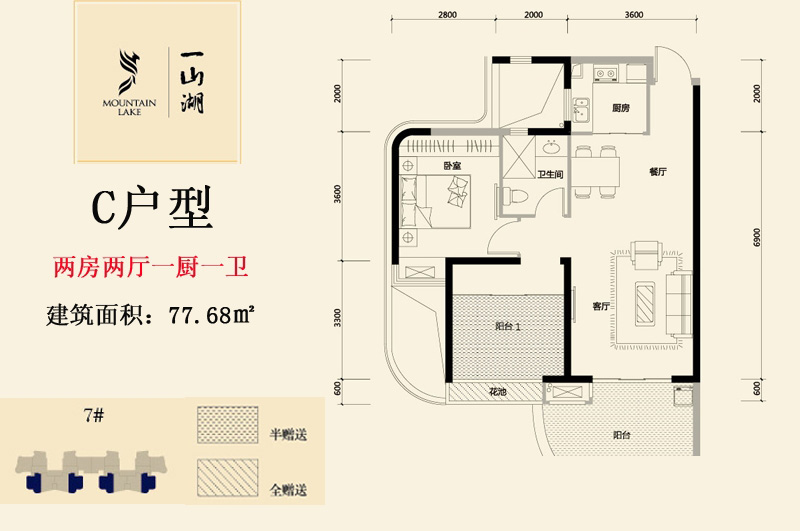 MOUNTAIN
LAKE
一山湖
C户型
两房两厅一厨一卫
建筑面积：77.68㎡
7#
半赠送
全赠送
2800 2000 3600
2000
3600
3300
600
2000
6900
600
厨房
卧室
卫生间
餐厅
客厅
阳台 1
花池
阳台